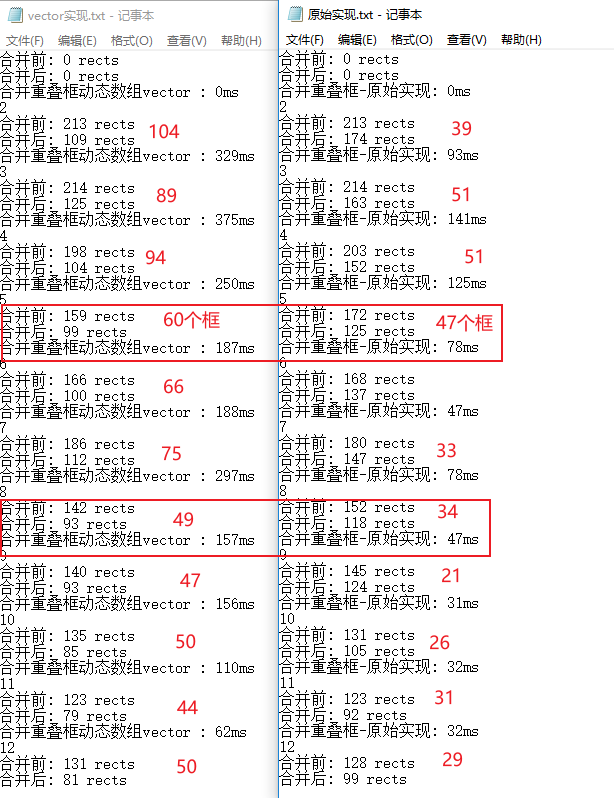 vector实现.txt - 记事本
文件(F) 编辑(E) 格式(O) 查看(V) 帮助(H)
合并前: 0 rects
合并后: 0 rects
合并重叠框动态数组vector : 0ms
2
合并前: 213 rects
104
合并后: 109 rects
合并重叠框动态数组vector : 329ms
3
合并前: 214 rects
89
合并后: 125 rects
合并重叠框动态数组vector : 375ms
4
合并前: 198 rects
94
合并后: 104 rects
合并重叠框动态数组vector : 250ms
5
合并前: 159 rects
60个框
合并后: 99 rects
合并重叠框动态数组vector : 187ms
6
合并前: 166 rects
66
合并后: 100 rects
合并重叠框动态数组vector : 188ms
7
合并前: 186 rects
75
合并后: 112 rects
合并重叠框动态数组vector : 297ms
8
合并前: 142 rects
49
合并后: 93 rects
合并重叠框动态数组vector : 157ms
9
合并前: 140 rects
47
合并后: 93 rects
合并重叠框动态数组vector : 156ms
10
合并前: 135 rects
50
合并后: 85 rects
合并重叠框动态数组vector : 110ms
11
合并前: 123 rects
44
合并后: 79 rects
合并重叠框动态数组vector : 62ms
12
合并前: 131 rects
50
合并后: 81 rects
原始实现.txt - 记事本
文件(F) 编辑(E) 格式(O) 查看(V) 帮助(H)
合并前: 0 rects
合并后: 0 rects
合并重叠框-原始实现: 0ms
2
合并前: 213 rects
39
合并后: 174 rects
合并重叠框-原始实现: 93ms
3
合并前: 214 rects
51
合并后: 163 rects
合并重叠框-原始实现: 141ms
4
合并前: 203 rects
51
合并后: 152 rects
合并重叠框-原始实现: 125ms
5
合并前: 172 rects
47个框
合并后: 125 rects
合并重叠框-原始实现: 78ms
6
合并前: 168 rects
合并后: 137 rects
合并重叠框-原始实现: 47ms
7
合并前: 180 rects
33
合并后: 147 rects
合并重叠框-原始实现: 78ms
8
合并前: 152 rects
34
合并后: 118 rects
合并重叠框-原始实现: 47ms
9
合并前: 145 rects
21
合并后: 124 rects
合并重叠框-原始实现: 31ms
10
合并前: 131 rects
26
合并后: 105 rects
合并重叠框-原始实现: 32ms
11
合并前: 123 rects
31
合并后: 92 rects
合并重叠框-原始实现: 32ms
12
合并前: 128 rects
29
合并后: 99 rects